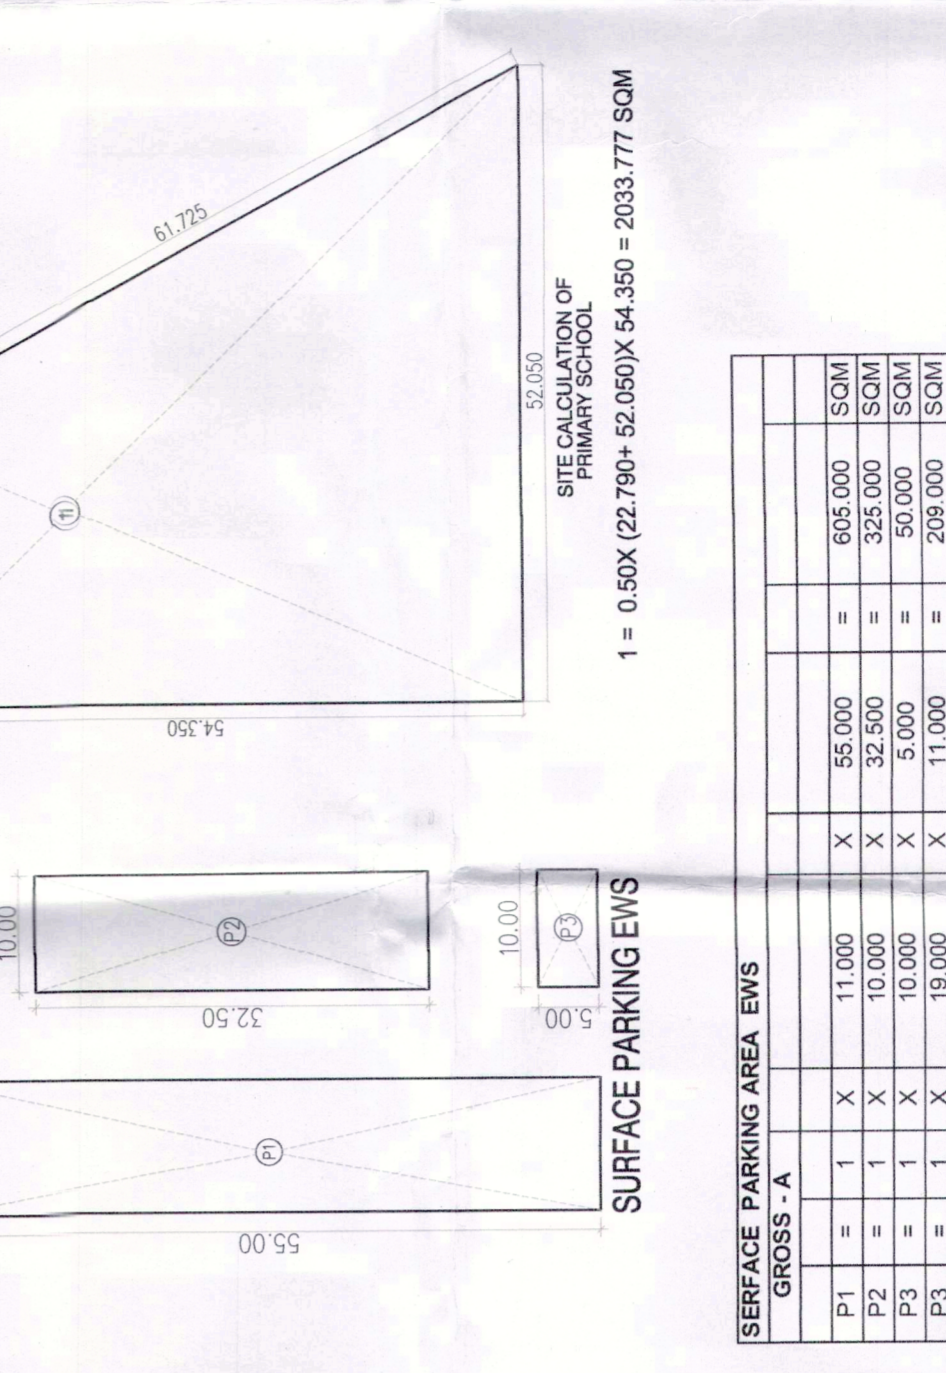 61.725
11
54.350
52.050
SITE CALCULATION OF
PRIMARY SCHOOL
1 = 0.50X (22.790+ 52.050)X 54.350 = 2033.777 SQM
10.00
P2
32.50
10.00
P3
5.00
P1
55.00
SURFACE PARKING EWS
SERFACE PARKING AREA EWS
GROSS - A
P1 = 1 X 11.000 X 55.000 = 605.000 SQM
P2 = 1 X 10.000 X 32.500 = 325.000 SQM
P3 = 1 X 10.000 X 5.000 = 50.000 SQM
P3 = 1 X 19.000 X 11.000 = 209.000 SQM